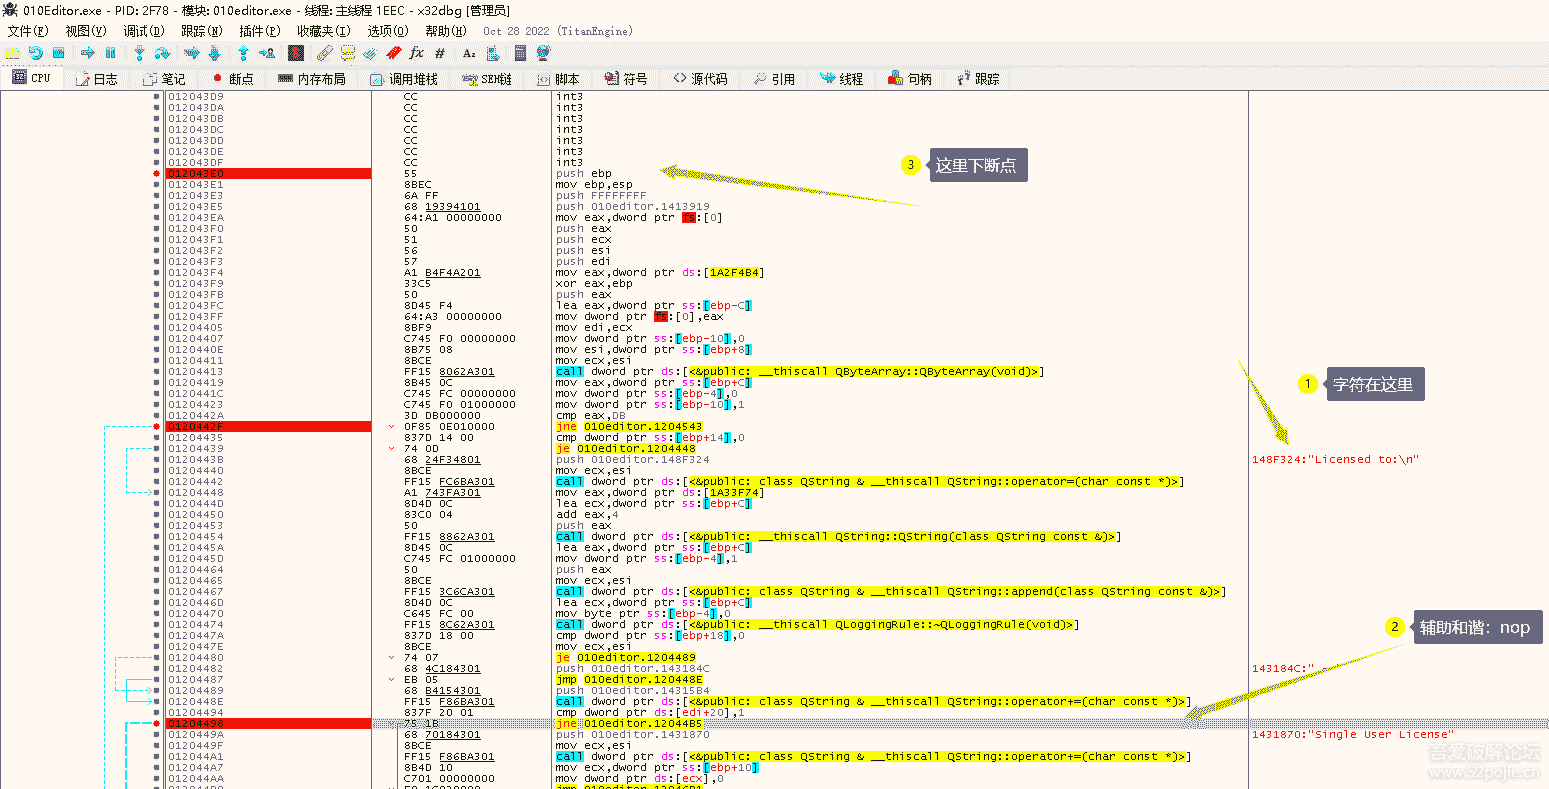 010Editor.exe - PID: 2F78 - 模块: 010editor.exe - 线程: 主线程 1EEC - x32dbg [管理员]
文件(F) 视图(V) 调试(D) 跟踪(N) 插件(P) 收藏夹(I) 选项(O) 帮助(H) Oct 28 2022 (TitanEngine)
CPU 日志 笔记 断点 内存布局 调用堆栈 SEH链 脚本 符号 源代码 引用 线程 句柄 跟踪
012043D9 CC int3
012043DA CC int3
012043DB CC int3
012043DC CC int3
012043DD CC int3
012043DE CC int3
012043DF CC int3
3 这里下断点
012043E0 55 push ebp
012043E1 8BEC mov ebp,esp
012043E3 6A FF push FFFFFFFF
012043E5 68 19394101 push 010editor.1413919
012043EA 64:A1 00000000 mov eax,dword ptr fs:[0]
012043F0 50 push eax
012043F1 51 push ecx
012043F2 56 push esi
012043F3 57 push edi
012043F4 A1 B4F4A201 mov eax,dword ptr ds:[1A2F4B4]
012043F9 33C5 xor eax,ebp
012043FB 50 push eax
012043FC 8D45 F4 lea eax,dword ptr ss:[ebp-C]
012043FF 64:A3 00000000 mov dword ptr fs:[0],eax
01204405 8BF9 mov edi,ecx
01204407 C745 F0 00000000 mov dword ptr ss:[ebp-10],0
0120440E 8B75 08 mov esi,dword ptr ss:[ebp+8]
01204411 8BCE mov ecx,esi
01204413 FF15 8062A301 call dword ptr ds:[<&public: __thiscall QByteArray::QByteArray(void)>]
01204419 8B45 0C mov eax,dword ptr ss:[ebp+C]
1 字符在这里
0120441C C745 FC 00000000 mov dword ptr ss:[ebp-4],0
01204423 C745 F0 01000000 mov dword ptr ss:[ebp-10],1
0120442A 3D DB000000 cmp eax,DB
0120442F 0F85 0E010000 jne 010editor.1204543
01204435 837D 14 00 cmp dword ptr ss:[ebp+14],0
01204439 74 0D je 010editor.1204448
0120443B 68 24F34801 push 010editor.148F324 148F324:"Licensed to:\n"
01204440 8BCE mov ecx,esi
01204442 FF15 FC6BA301 call dword ptr ds:[<&public: class QString & __thiscall QString::operator=(char const *)>]
01204448 A1 743FA301 mov eax,dword ptr ds:[1A33F74]
0120444D 8D4D 0C lea ecx,dword ptr ss:[ebp+C]
01204450 83C0 04 add eax,4
01204453 50 push eax
01204454 FF15 8862A301 call dword ptr ds:[<&public: __thiscall QString::QString(class QString const &)>]
0120445A 8D45 0C lea eax,dword ptr ss:[ebp+C]
0120445D C745 FC 01000000 mov dword ptr ss:[ebp-4],1
01204464 50 push eax
01204465 8BCE mov ecx,esi
01204467 FF15 3C6CA301 call dword ptr ds:[<&public: class QString & __thiscall QString::append(class QString const &)>]
0120446D 8D4D 0C lea ecx,dword ptr ss:[ebp+C]
01204470 C645 FC 00 mov byte ptr ss:[ebp-4],0
01204474 FF15 8C62A301 call dword ptr ds:[<&public: __thiscall QLoggingRule::~QLoggingRule(void)>]
2 辅助和谐: nop
0120447A 837D 18 00 cmp dword ptr ss:[ebp+18],0
0120447E 8BCE mov ecx,esi
01204480 74 07 je 010editor.1204489
01204482 68 4C184301 push 010editor.143184C 143184C:"
01204487 EB 05 jmp 010editor.120448E
01204489 68 B4154301 push 010editor.14315B4
0120448E FF15 F86BA301 call dword ptr ds:[<&public: class QString & __thiscall QString::operator+=(char const *)>]
01204494 837F 20 01 cmp dword ptr ds:[edi+20],1
01204498 75 1B jne 010editor.12044B5
0120449A 68 70184301 push 010editor.1431870 1431870:"Single User License"
0120449F 8BCE mov ecx,esi
012044A1 FF15 F86BA301 call dword ptr ds:[<&public: class QString & __thiscall QString::operator+=(char const *)>]
012044A7 8B4D 10 mov ecx,dword ptr ss:[ebp+10]
012044AA C701 00000000 mov dword ptr ds:[ecx],0
吾爱破解论坛
www.52pojie.cn